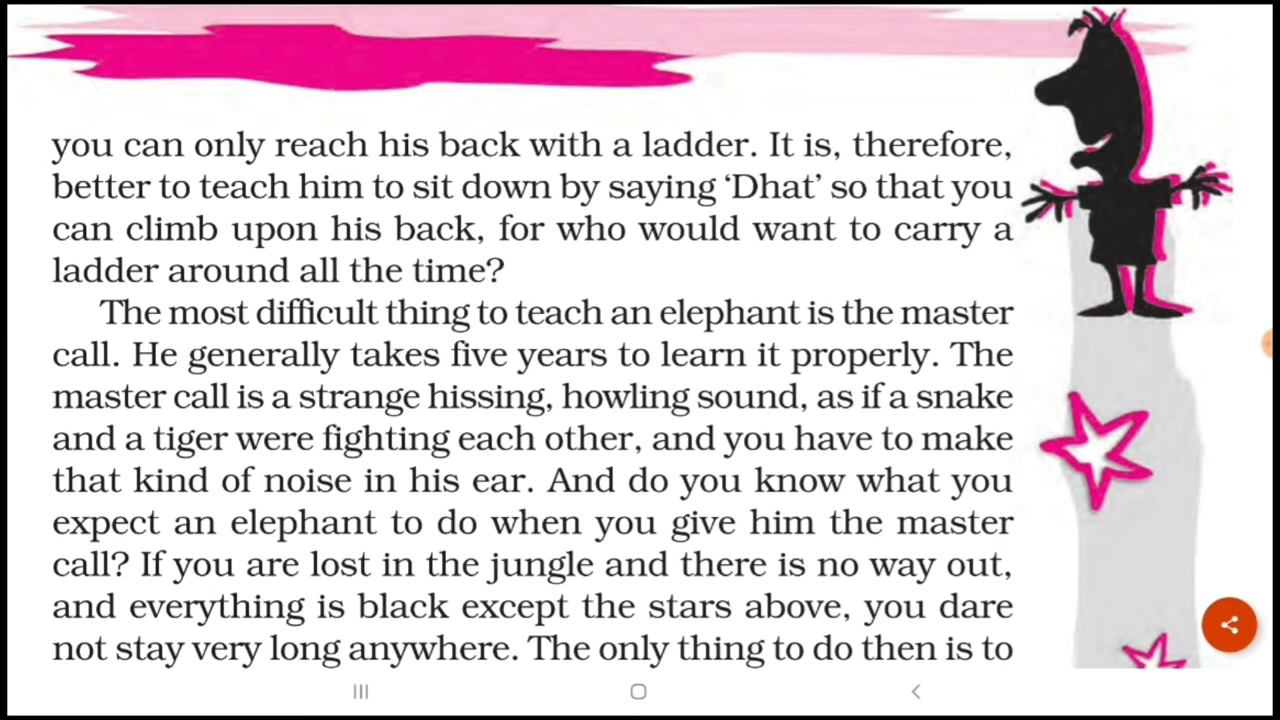 you can only reach his back with a ladder. It is, therefore,
better to teach him to sit down by saying ‘Dhat’ so that you
can climb upon his back, for who would want to carry a
ladder around all the time?
The most difficult thing to teach an elephant is the master
call. He generally takes five years to learn it properly. The
master call is a strange hissing, howling sound, as if a snake
and a tiger were fighting each other, and you have to make
that kind of noise in his ear. And do you know what you
expect an elephant to do when you give him the master
call? If you are lost in the jungle and there is no way out,
and everything is black except the stars above, you dare
not stay very long anywhere. The only thing to do then is to